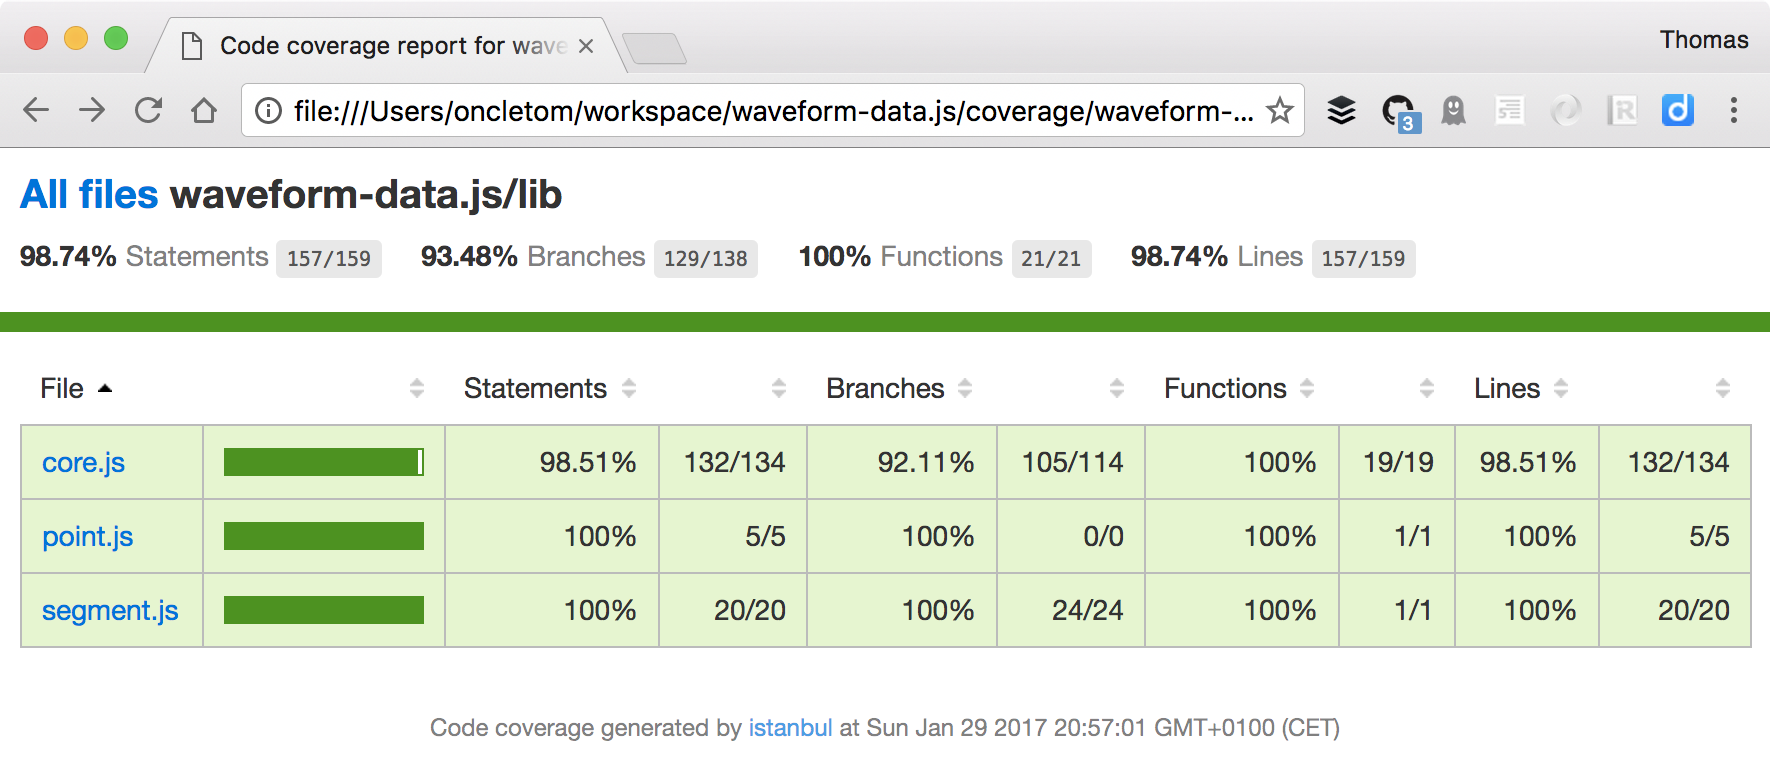 Code coverage report for wave
Thomas
file:///Users/oncletom/workspace/waveform-data.js/coverage/waveform-...
3
All files waveform-data.js/lib
98.74% Statements 157/159 93.48% Branches 129/138 100% Functions 21/21 98.74% Lines 157/159
File Statements Branches Functions Lines
core.js 98.51% 132/134 92.11% 105/114 100% 19/19 98.51% 132/134
point.js 100% 5/5 100% 0/0 100% 1/1 100% 5/5
segment.js 100% 20/20 100% 24/24 100% 1/1 100% 20/20
Code coverage generated by istanbul at Sun Jan 29 2017 20:57:01 GMT+0100 (CET)